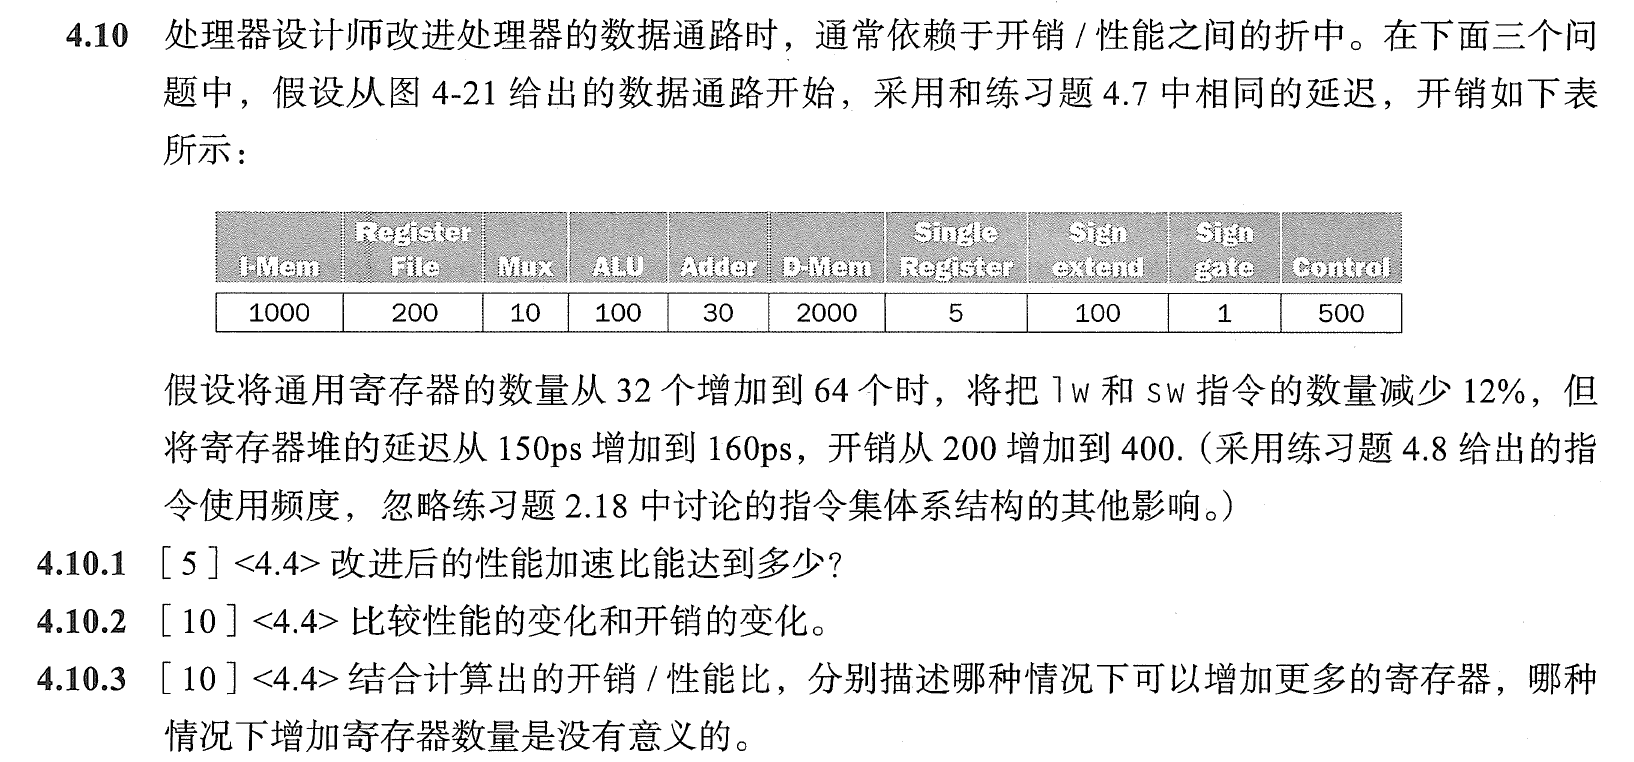 4.10 处理器设计师改进处理器的数据通路时，通常依赖于开销 / 性能之间的折中。在下面三个问
题中，假设从图 4-21 给出的数据通路开始，采用和练习题 4.7 中相同的延迟，开销如下表
所示：
I-Mem Register File Mux ALU Adder D-Mem Single Register Sign extend Sign gate Control
1000 200 10 100 30 2000 5 100 1 500
假设将通用寄存器的数量从 32 个增加到 64 个时，将把 lw 和 sw 指令的数量减少 12%，但
将寄存器堆的延迟从 150ps 增加到 160ps，开销从 200 增加到 400.（采用练习题 4.8 给出的指
令使用频度，忽略练习题 2.18 中讨论的指令集体系结构的其他影响。）
4.10.1 ［5］<4.4> 改进后的性能加速比能达到多少？
4.10.2 ［10］<4.4> 比较性能的变化和开销的变化。
4.10.3 ［10］<4.4> 结合计算出的开销 / 性能比，分别描述哪种情况下可以增加更多的寄存器，哪种
情况下增加寄存器数量是没有意义的。